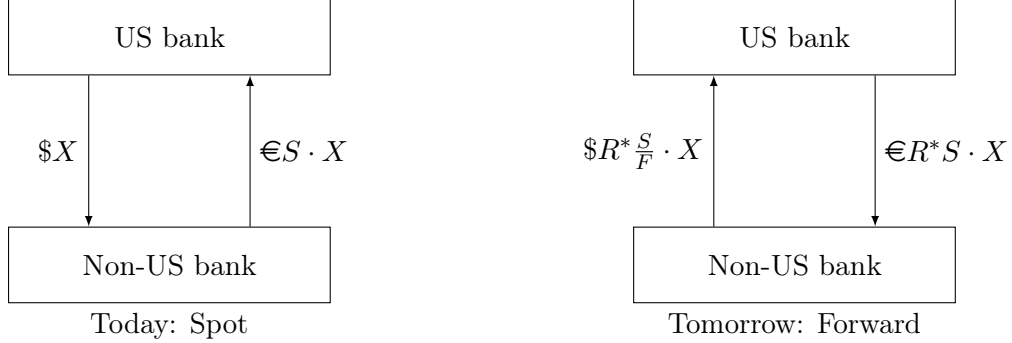 US bank
US bank
$X
€S · X
$R* S/F · X
€R*S · X
Non-US bank
Non-US bank
Today: Spot
Tomorrow: Forward